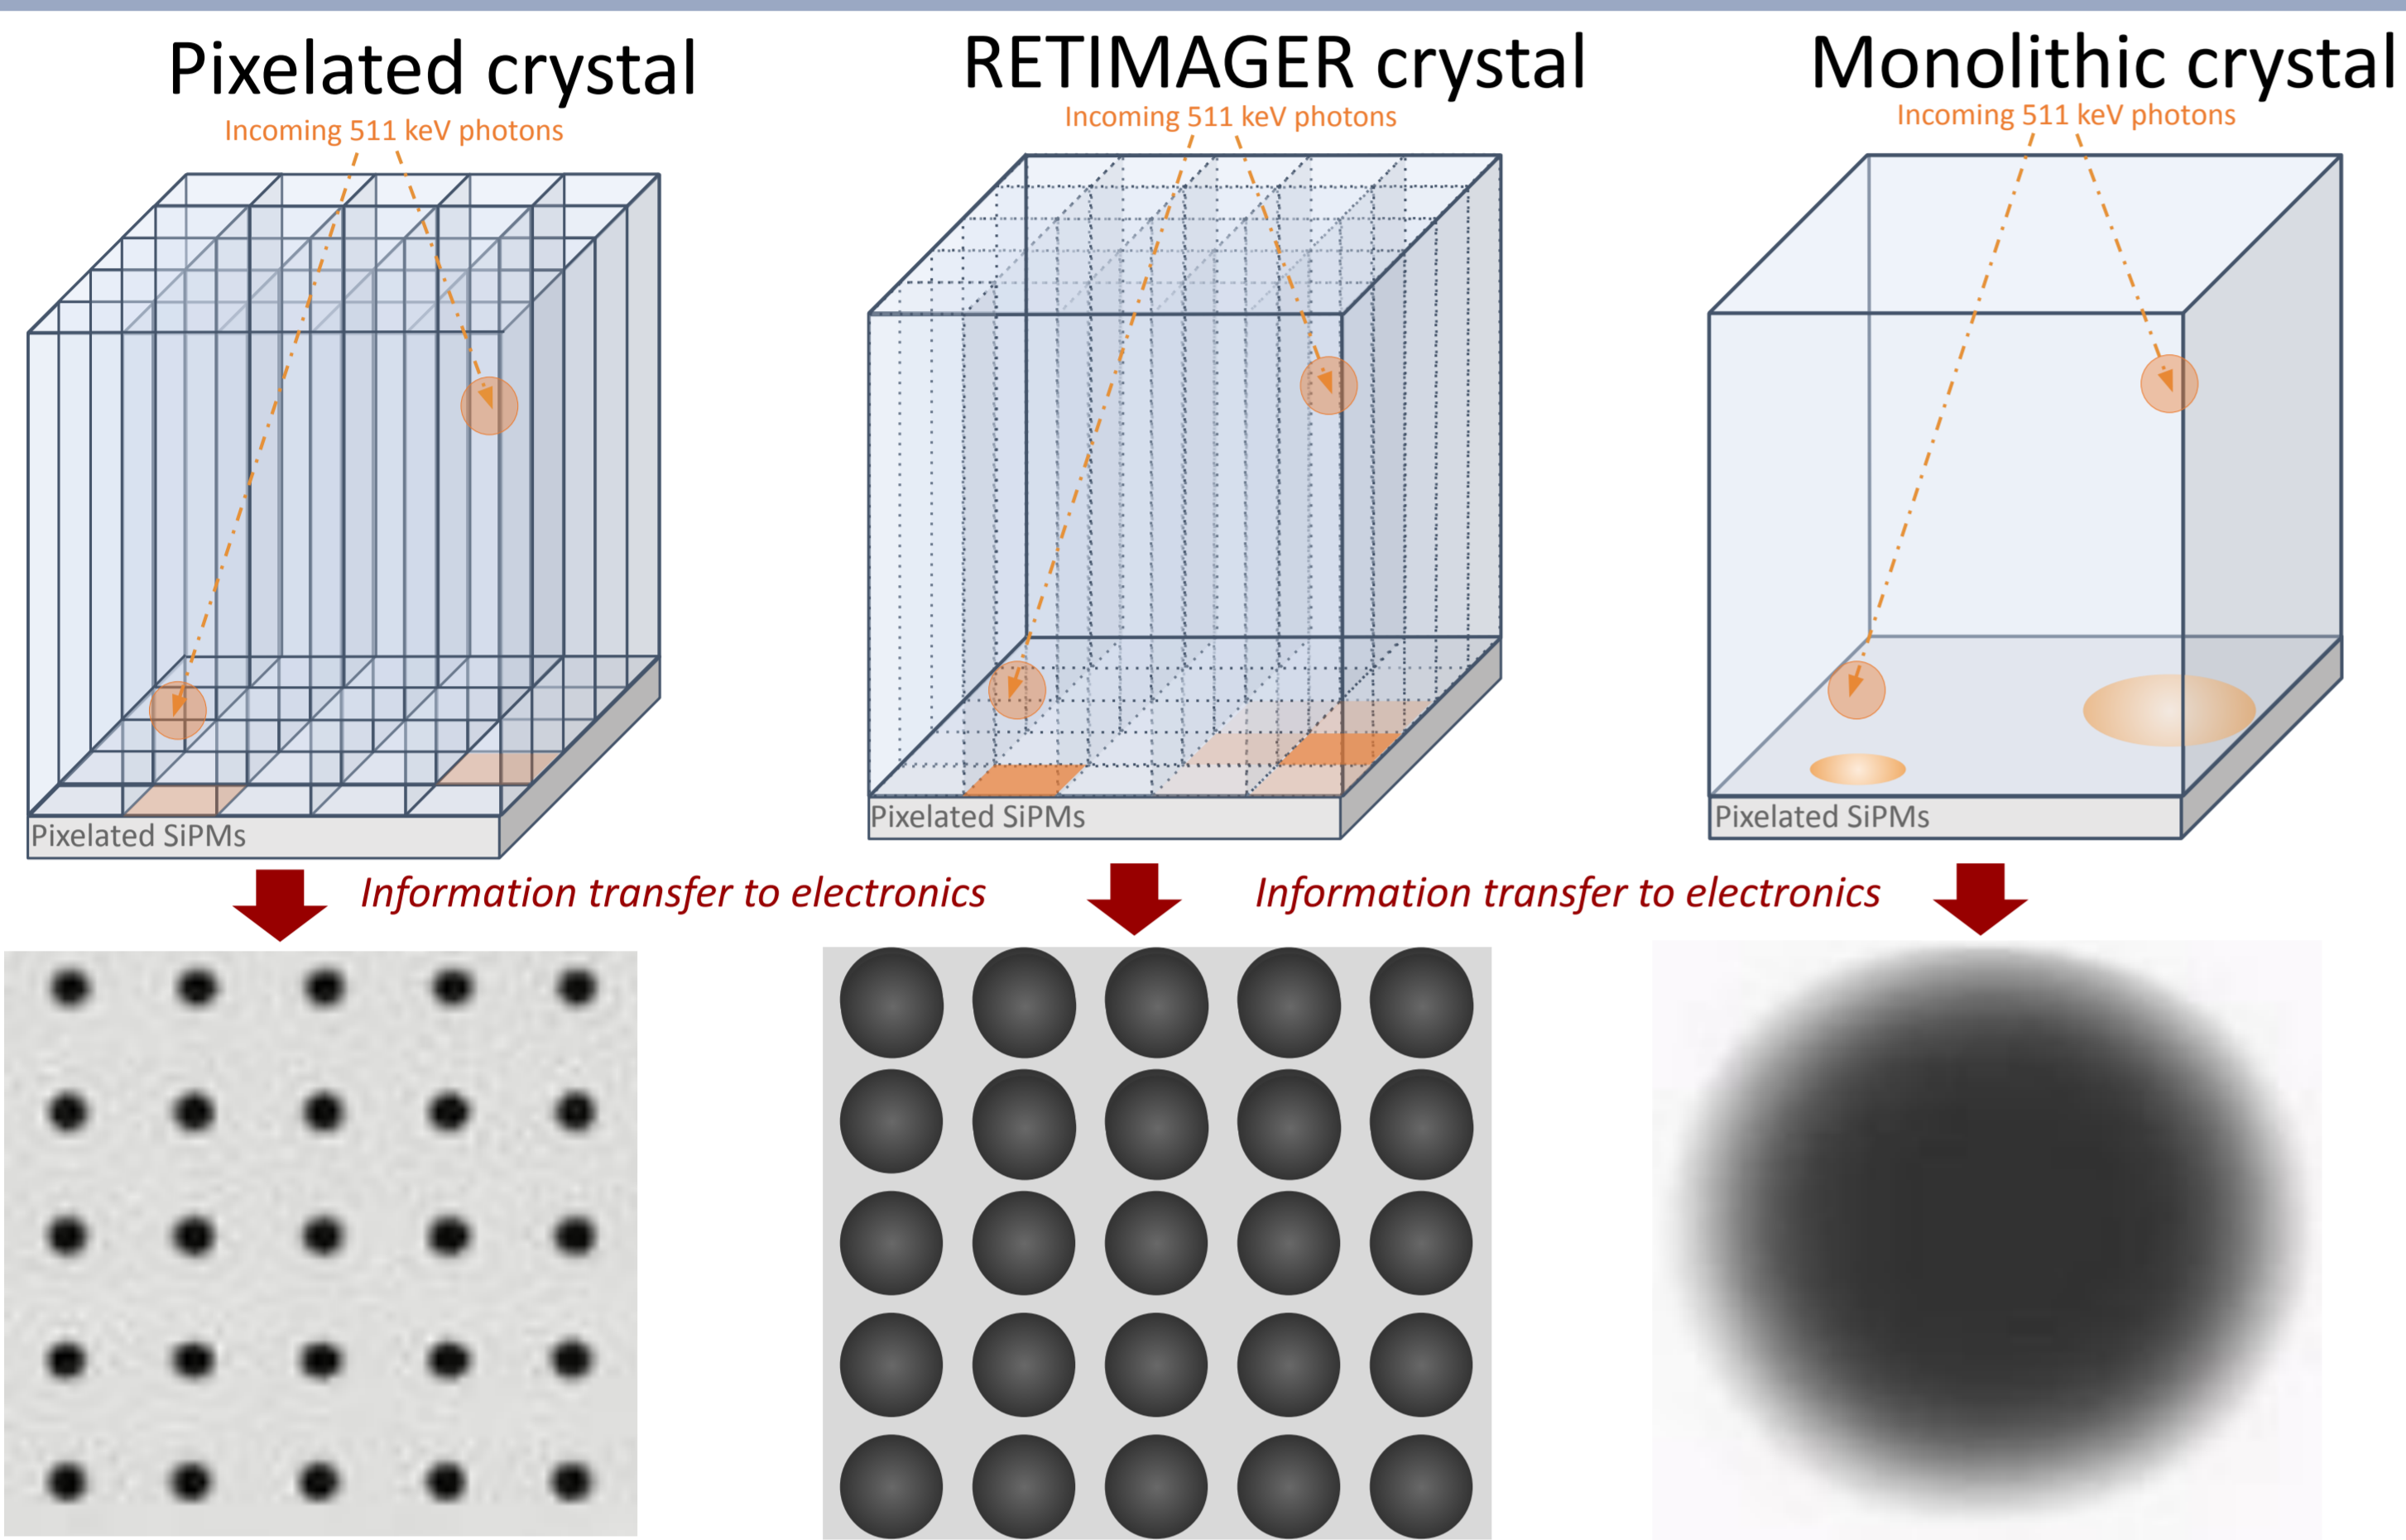 Pixelated crystal
RETIMAGER crystal
Monolithic crystal
Incoming 511 keV photons
Incoming 511 keV photons
Incoming 511 keV photons
Pixelated SiPMs
Pixelated SiPMs
Pixelated SiPMs
Information transfer to electronics
Information transfer to electronics